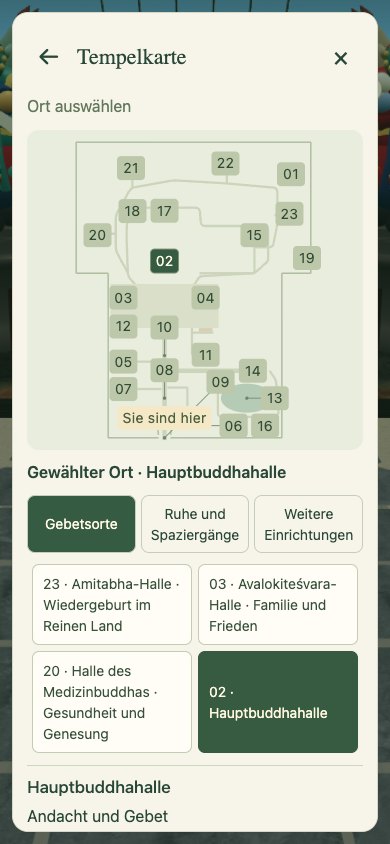 Tempelkarte
Ort auswählen
22
21
01
18 17
23
20
15
02
19
03 04
12 10
11
05
08
14
09
07
13
Sie sind hier
06 16
Gewählter Ort · Hauptbuddhahalle
Gebetsorte
Ruhe und
Spaziergänge
Weitere
Einrichtungen
23 · Amitabha-Halle ·
Wiedergeburt im
Reinen Land
03 · Avalokiteśvara-
Halle · Familie und
Frieden
20 · Halle des
Medizinbuddhas ·
Gesundheit und
Genesung
02 ·
Hauptbuddhahalle
Hauptbuddhahalle
Andacht und Gebet